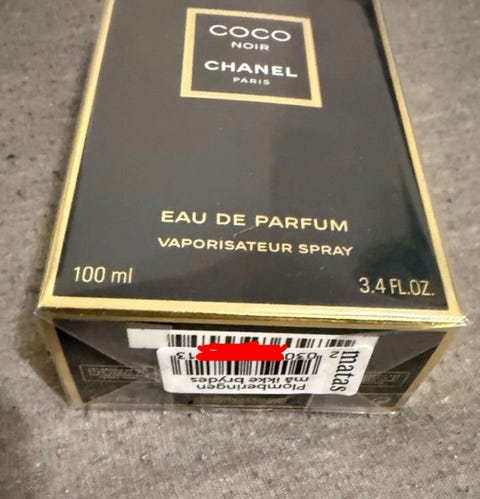 COCO
NOIR
CHANEL
PARIS
EAU DE PARFUM
VAPORISATEUR SPRAY
100 ml
3.4 FL.OZ.
matas
Plomberingen
må ikke brydes